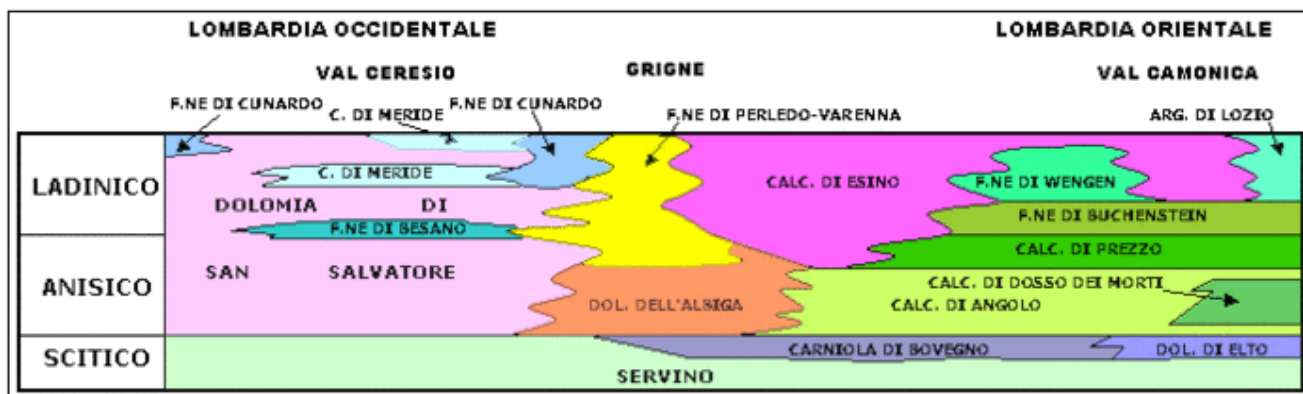 LOMBARDIA OCCIDENTALE
LOMBARDIA ORIENTALE
VAL CERESIO
GRIGNE
VAL CAMONICA
F.NE DI CUNARDO
C. DI MERIDE
F.NE DI CUNARDO
F.NE DI PERLEDO-VARENNA
ARG. DI LOZIO
LADINICO
C. DI MERIDE
CALC. DI ESINO
F.NE DI WENGEN
DOLOMIA DI
F.NE DI BUCHENSTEIN
F.NE DI BESANO
CALC. DI PREZZO
SAN SALVATORE
ANISICO
CALC. DI DOSSO DEI MORTI
DOL. DELL'ALBIGA
CALC. DI ANGOLO
SCITICO
CARNIOLA DI BOVEGNO
DOL. DI ELTO
SERVINO